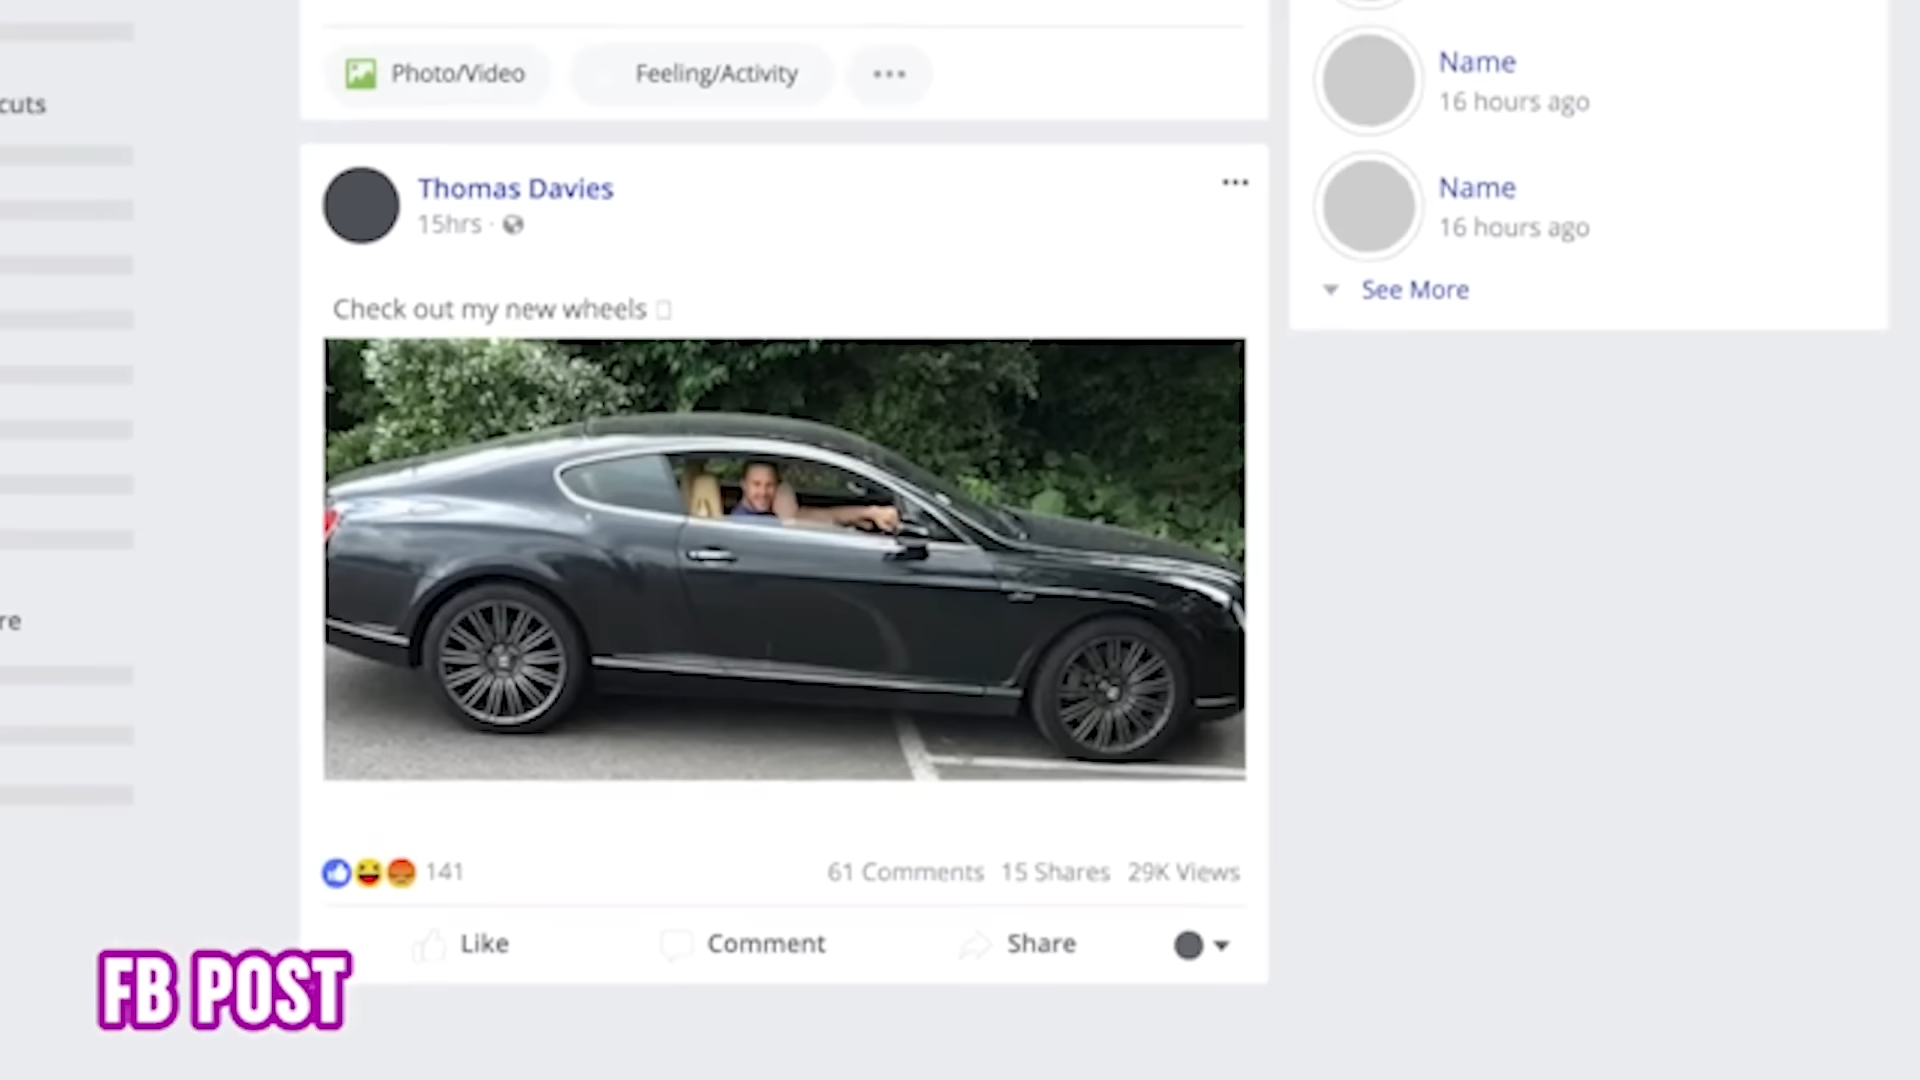 Photo/Video
Feeling/Activity
cuts
Name
16 hours ago
Name
16 hours ago
See More
Thomas Davies
15hrs ·
Check out my new wheels
re
141
61 Comments 15 Shares 29K Views
Like
Comment
Share
FB POST